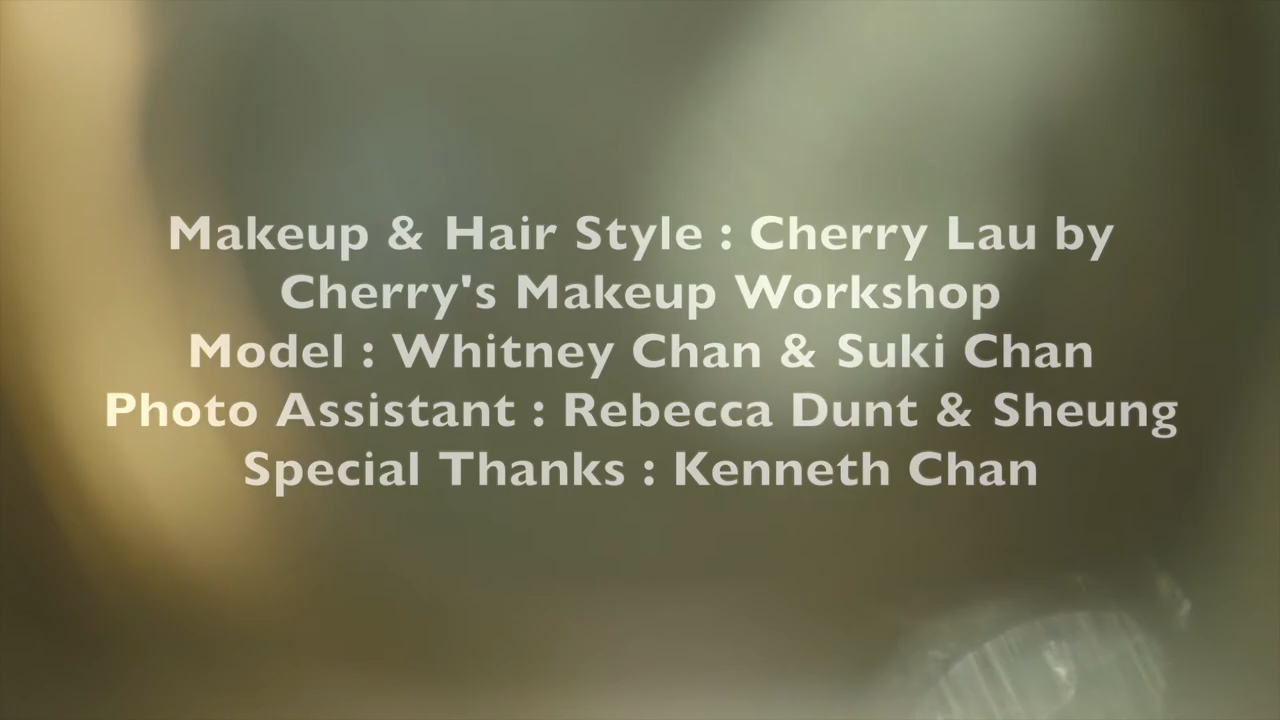 Makeup & Hair Style : Cherry Lau by
Cherry's Makeup Workshop
Model : Whitney Chan & Suki Chan
Photo Assistant : Rebecca Dunt & Sheung
Special Thanks : Kenneth Chan